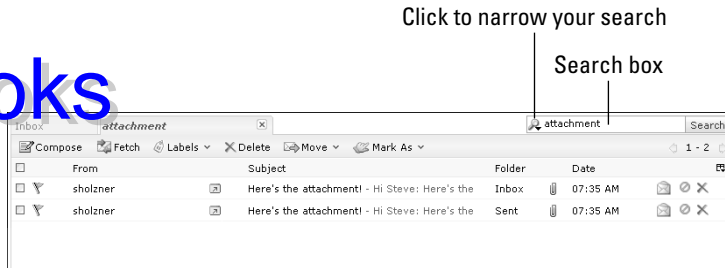 Click to narrow your search
Search box
oks
Inbox attachment attachment Search
Compose Fetch Labels Delete Move Mark As 1 - 2
From Subject Folder Date
sholzner Here's the attachment! - Hi Steve: Here's the Inbox 07:35 AM
sholzner Here's the attachment! - Hi Steve: Here's the Sent 07:35 AM